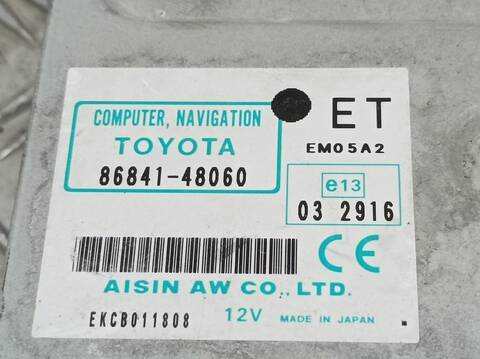 COMPUTER, NAVIGATION
TOYOTA
86841-48060
ET
EM05A2
e13
03 2916
CE
AISIN AW CO., LTD.
EKCB011808 12V MADE IN JAPAN